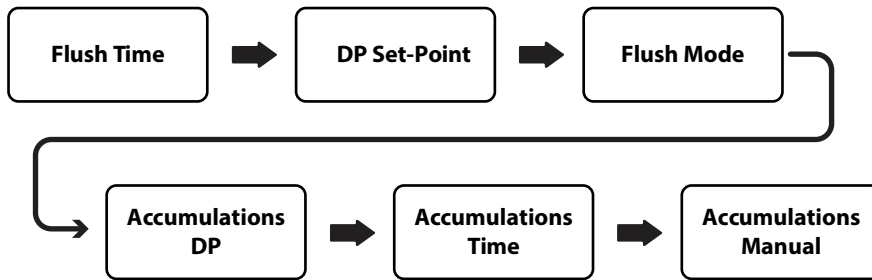 Flush Time
DP Set-Point
Flush Mode
Accumulations
DP
Accumulations
Time
Accumulations
Manual